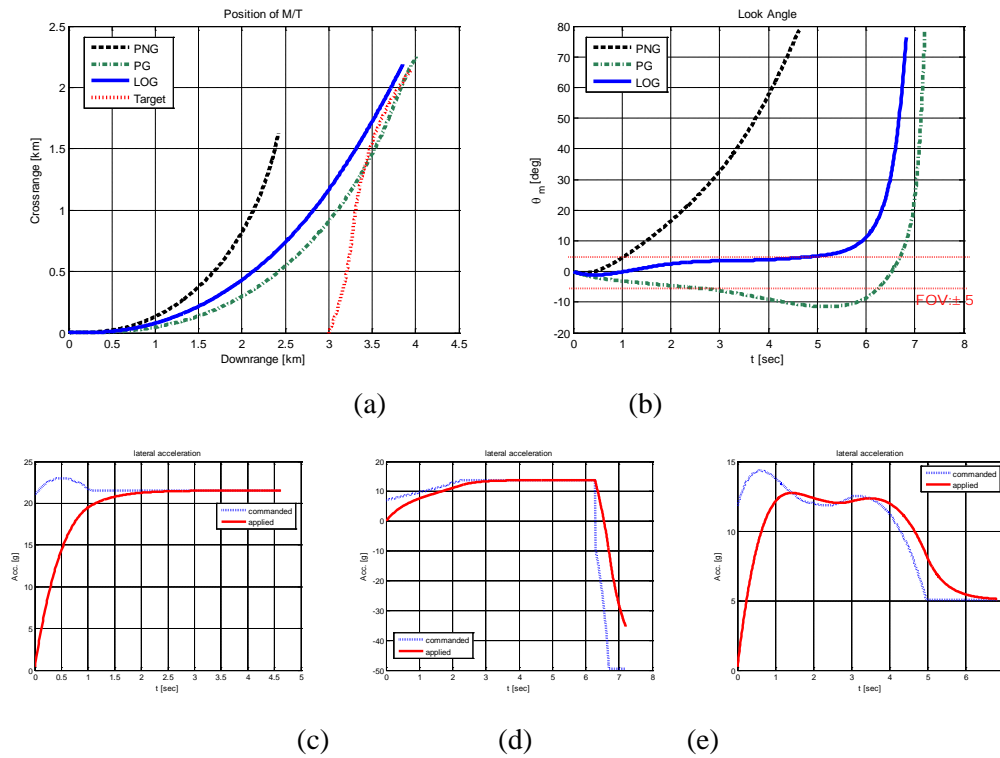 Position of M/T
2.5
2
1.5
1
0.5
0
Crossrange [km]
PNG
PG
LOG
Target
0 0.5 1 1.5 2 2.5 3 3.5 4 4.5
Downrange [km]
(a)
Look Angle
80
70
60
50
40
30
20
10
0
-10
-20
θ m [deg]
PNG
PG
LOG
FOV:± 5
0 1 2 3 4 5 6 7 8
t [sec]
(b)
lateral acceleration
25
20
15
10
5
0
Acc. [g]
commanded
applied
0 0.5 1 1.5 2 2.5 3 3.5 4 4.5 5
t [sec]
(c)
lateral acceleration
20
10
0
-10
-20
-30
-40
-50
Acc. [g]
commanded
applied
0 1 2 3 4 5 6 7 8
t [sec]
(d)
lateral acceleration
15
10
5
0
Acc. [g]
commanded
applied
0 1 2 3 4 5 6
t [sec]
(e)